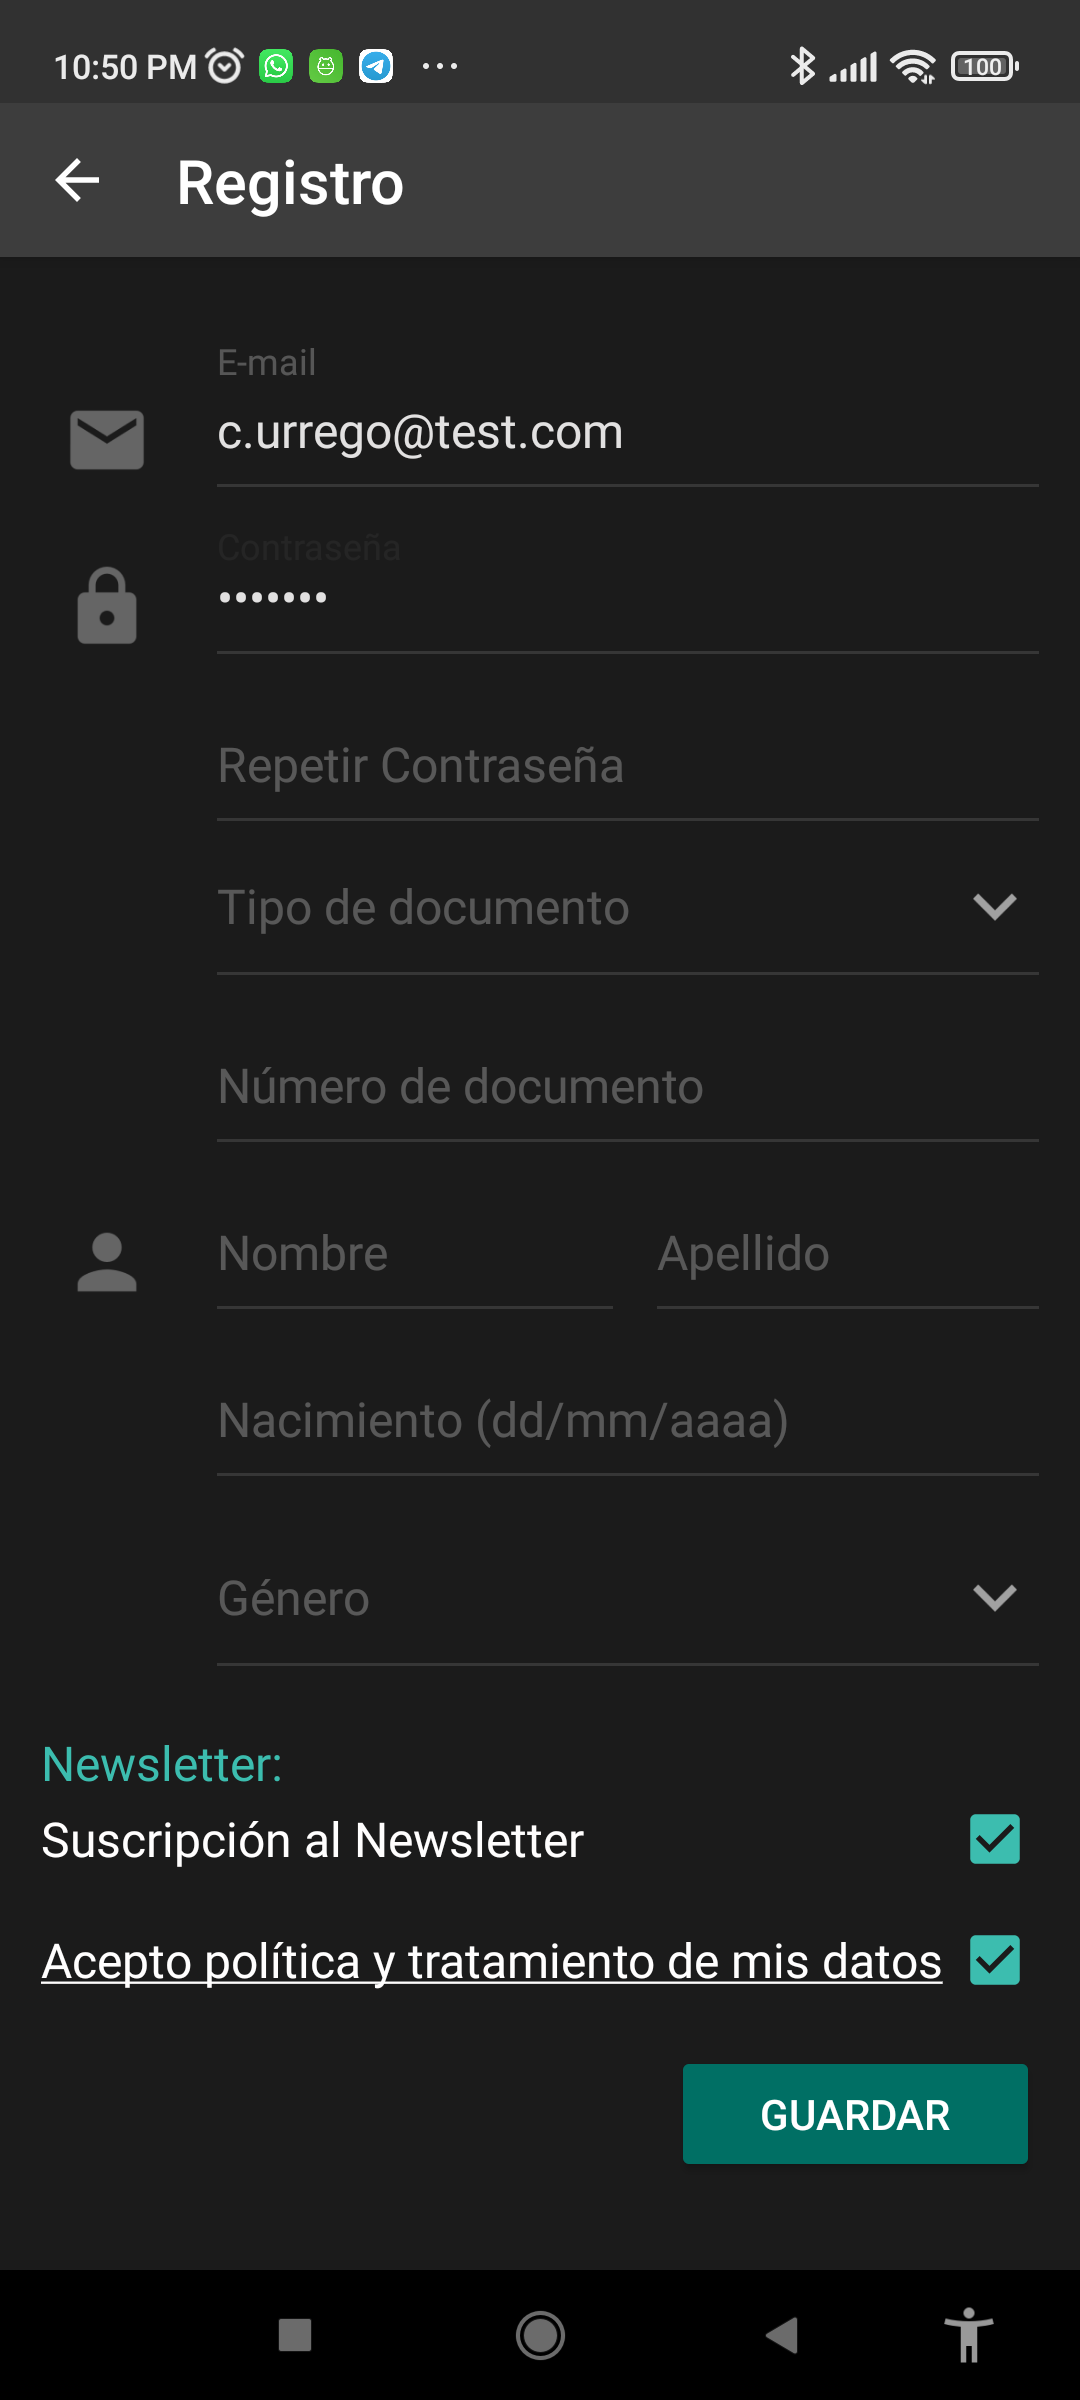 10:50 PM
100
Registro
E-mail
c.urrego@test.com
Contraseña
•••••••
Repetir Contraseña
Tipo de documento
Número de documento
Nombre Apellido
Nacimiento (dd/mm/aaaa)
Género
Newsletter:
Suscripción al Newsletter
Acepto política y tratamiento de mis datos
GUARDAR